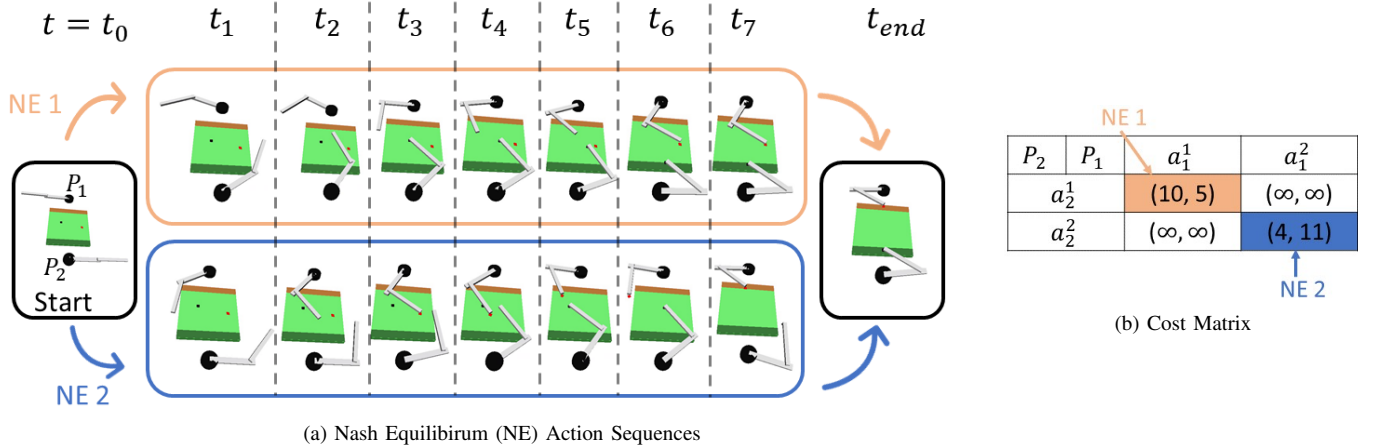 t = t₀ t₁ t₂ t₃ t₄ t₅ t₆ t₇ t_end
NE 1
P₁
P₂
Start
NE 2
(a) Nash Equilibirum (NE) Action Sequences
NE 1
P₂ P₁ a₁¹ a₁²
a₂¹ (10, 5) (∞, ∞)
a₂² (∞, ∞) (4, 11)
NE 2
(b) Cost Matrix